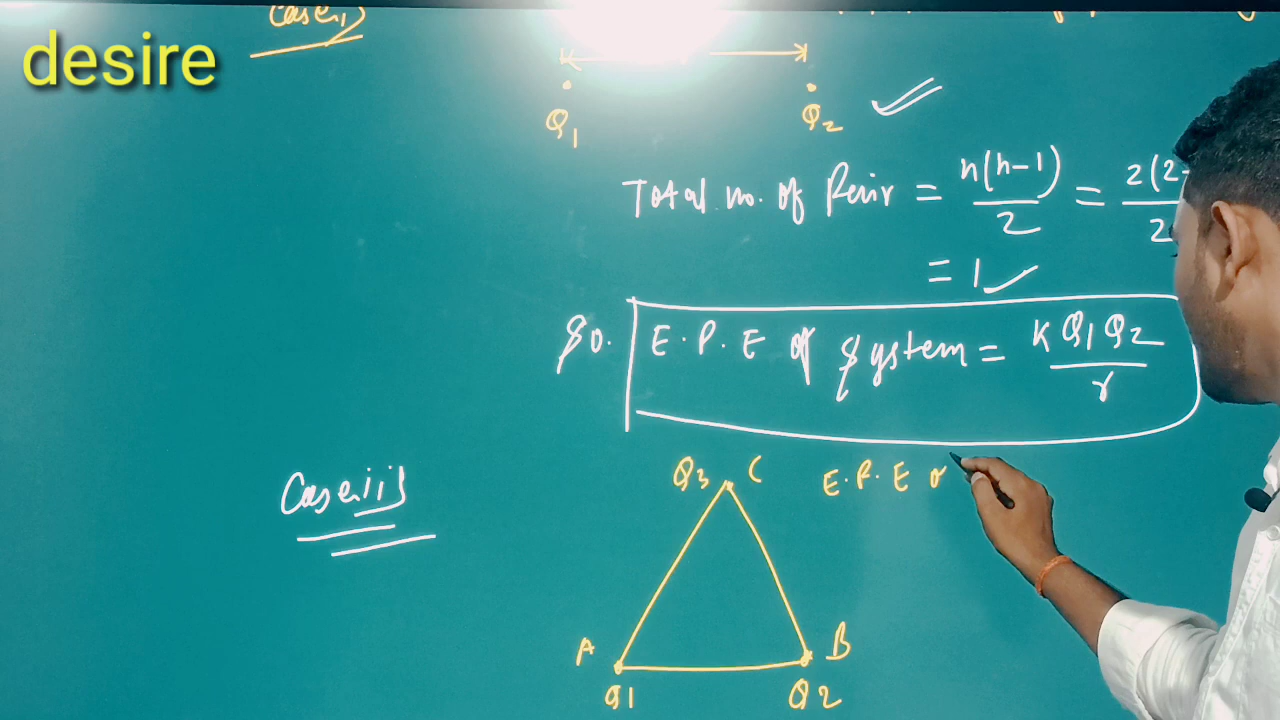 desire
Case ii)
Q1 Q2
Total no. of Pair = n(n-1)/2 = 2(2-/2
= 1
So. E.P.E of System = KQ1Q2/r
Case iii)
Q3 C E.P.E o
A B
Q1 Q2